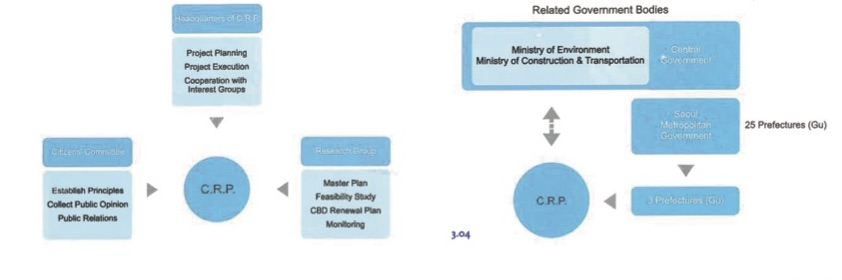 Headquarters of C.R.P.
Project Planning
Project Execution
Cooperation with
Interest Groups
Citizens' Committee
Establish Principles
Collect Public Opinion
Public Relations
C.R.P.
Research Group
Master Plan
Feasibility Study
CBD Renewal Plan
Monitoring
Related Government Bodies
Ministry of Environment
Ministry of Construction & Transportation
Central
Government
Seoul
Metropolitan
Government
25 Prefectures (Gu)
C.R.P.
3 Prefectures (Gu)
3.04